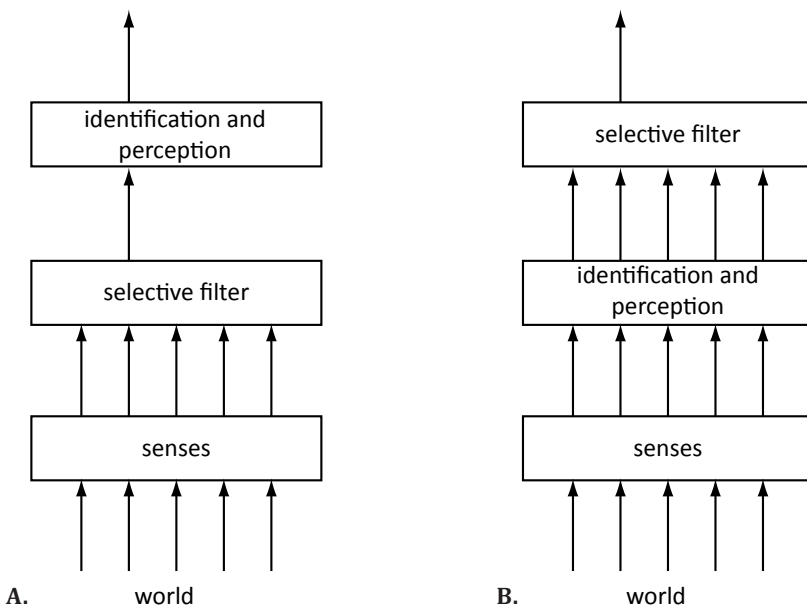 identification and
perception
selective filter
senses
A.
world
selective filter
identification and
perception
senses
B.
world